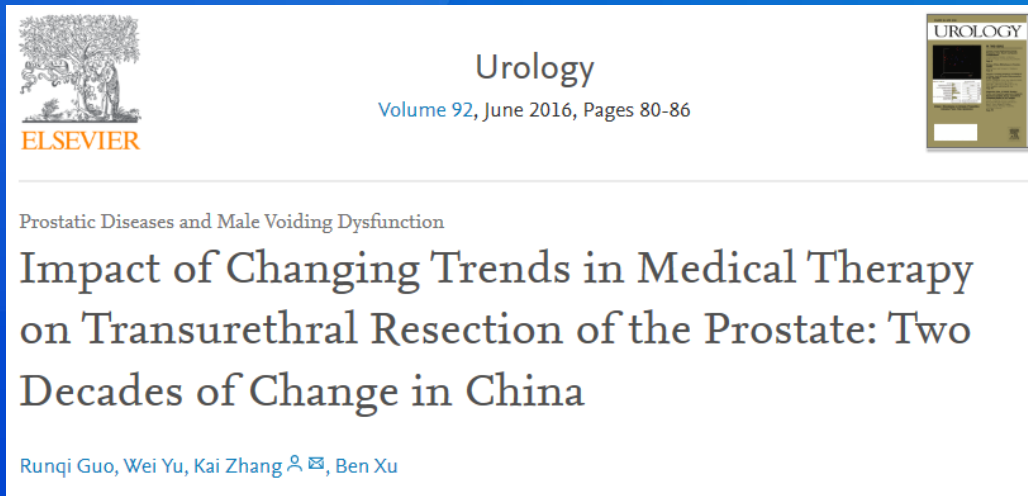 Urology
UROLOGY
Volume 92, June 2016, Pages 80-86
ELSEVIER
Prostatic Diseases and Male Voiding Dysfunction
Impact of Changing Trends in Medical Therapy
on Transurethral Resection of the Prostate: Two
Decades of Change in China
Runqi Guo, Wei Yu, Kai Zhang, Ben Xu